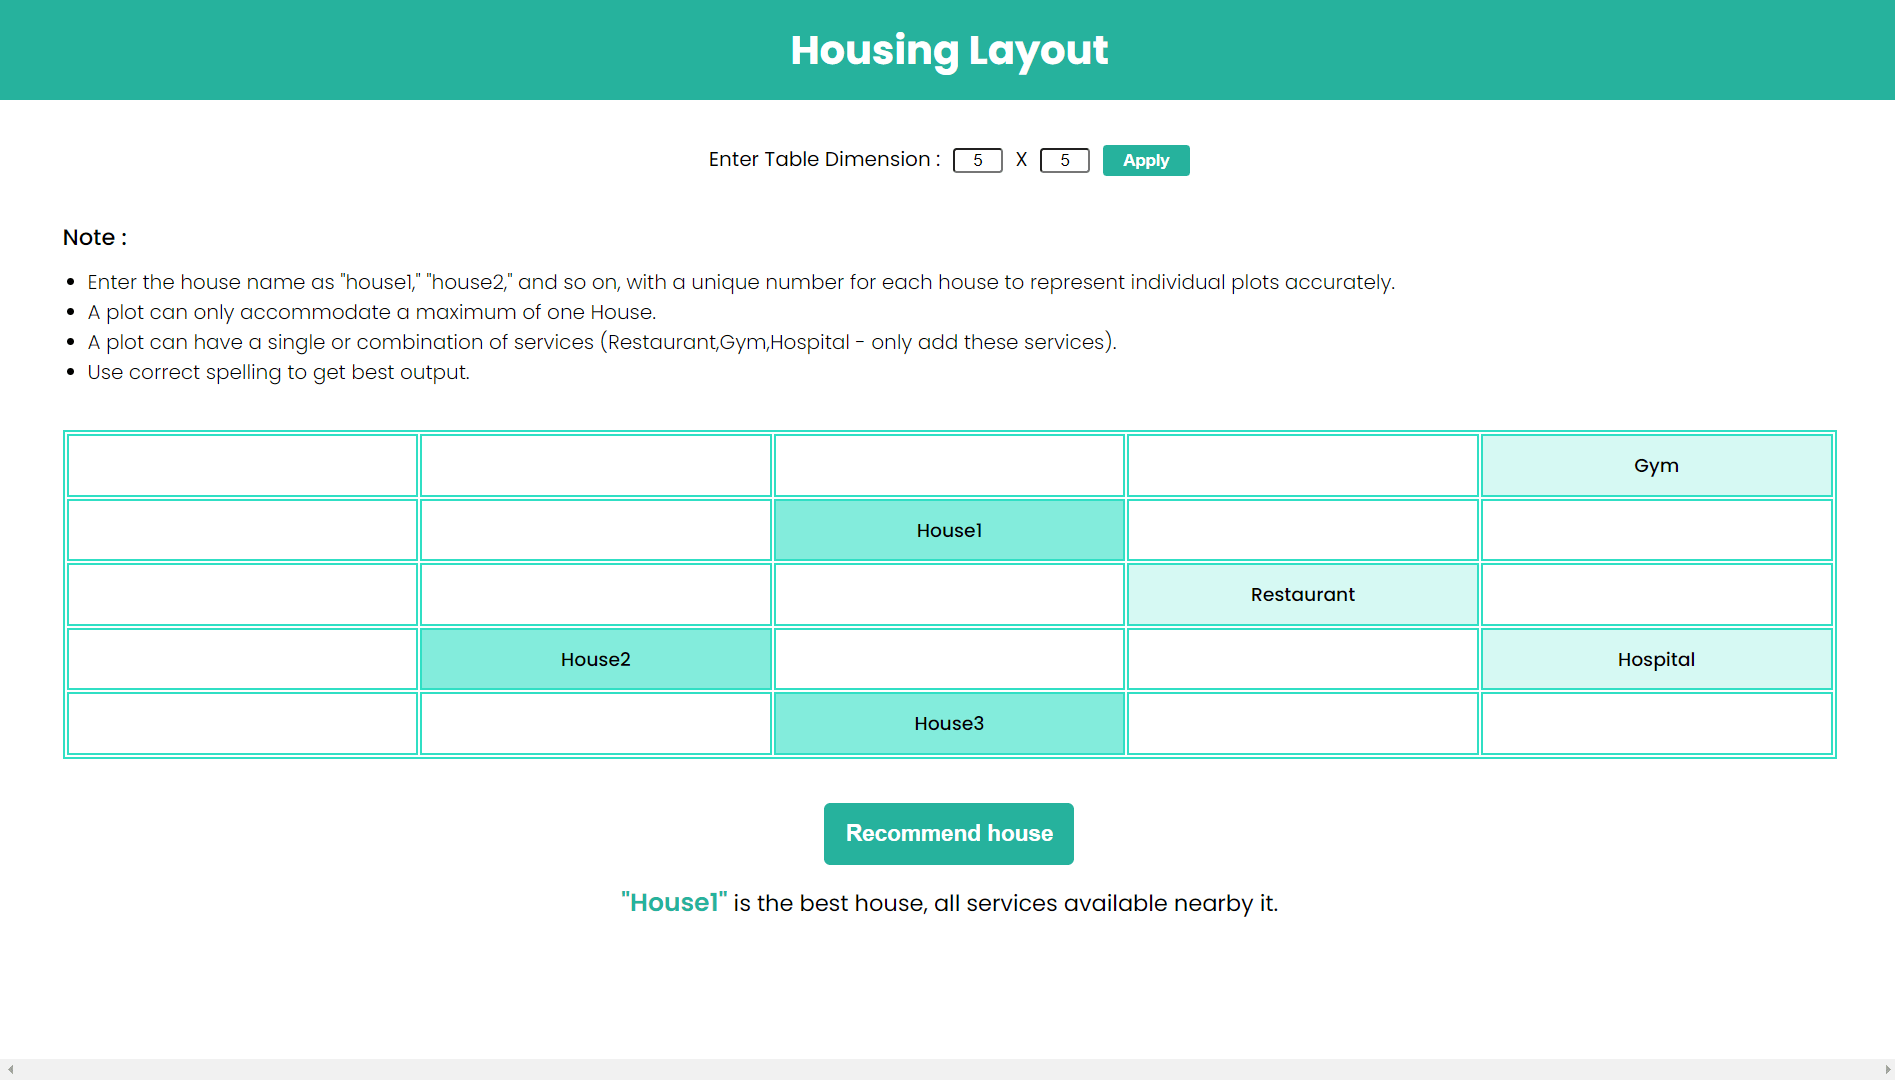 Housing Layout
Enter Table Dimension : 5 X 5 Apply
Note :
Enter the house name as "house1," "house2," and so on, with a unique number for each house to represent individual plots accurately.
A plot can only accommodate a maximum of one House.
A plot can have a single or combination of services (Restaurant,Gym,Hospital - only add these services).
Use correct spelling to get best output.
Gym
House1
Restaurant
House2 Hospital
House3
Recommend house
"House1" is the best house, all services available nearby it.